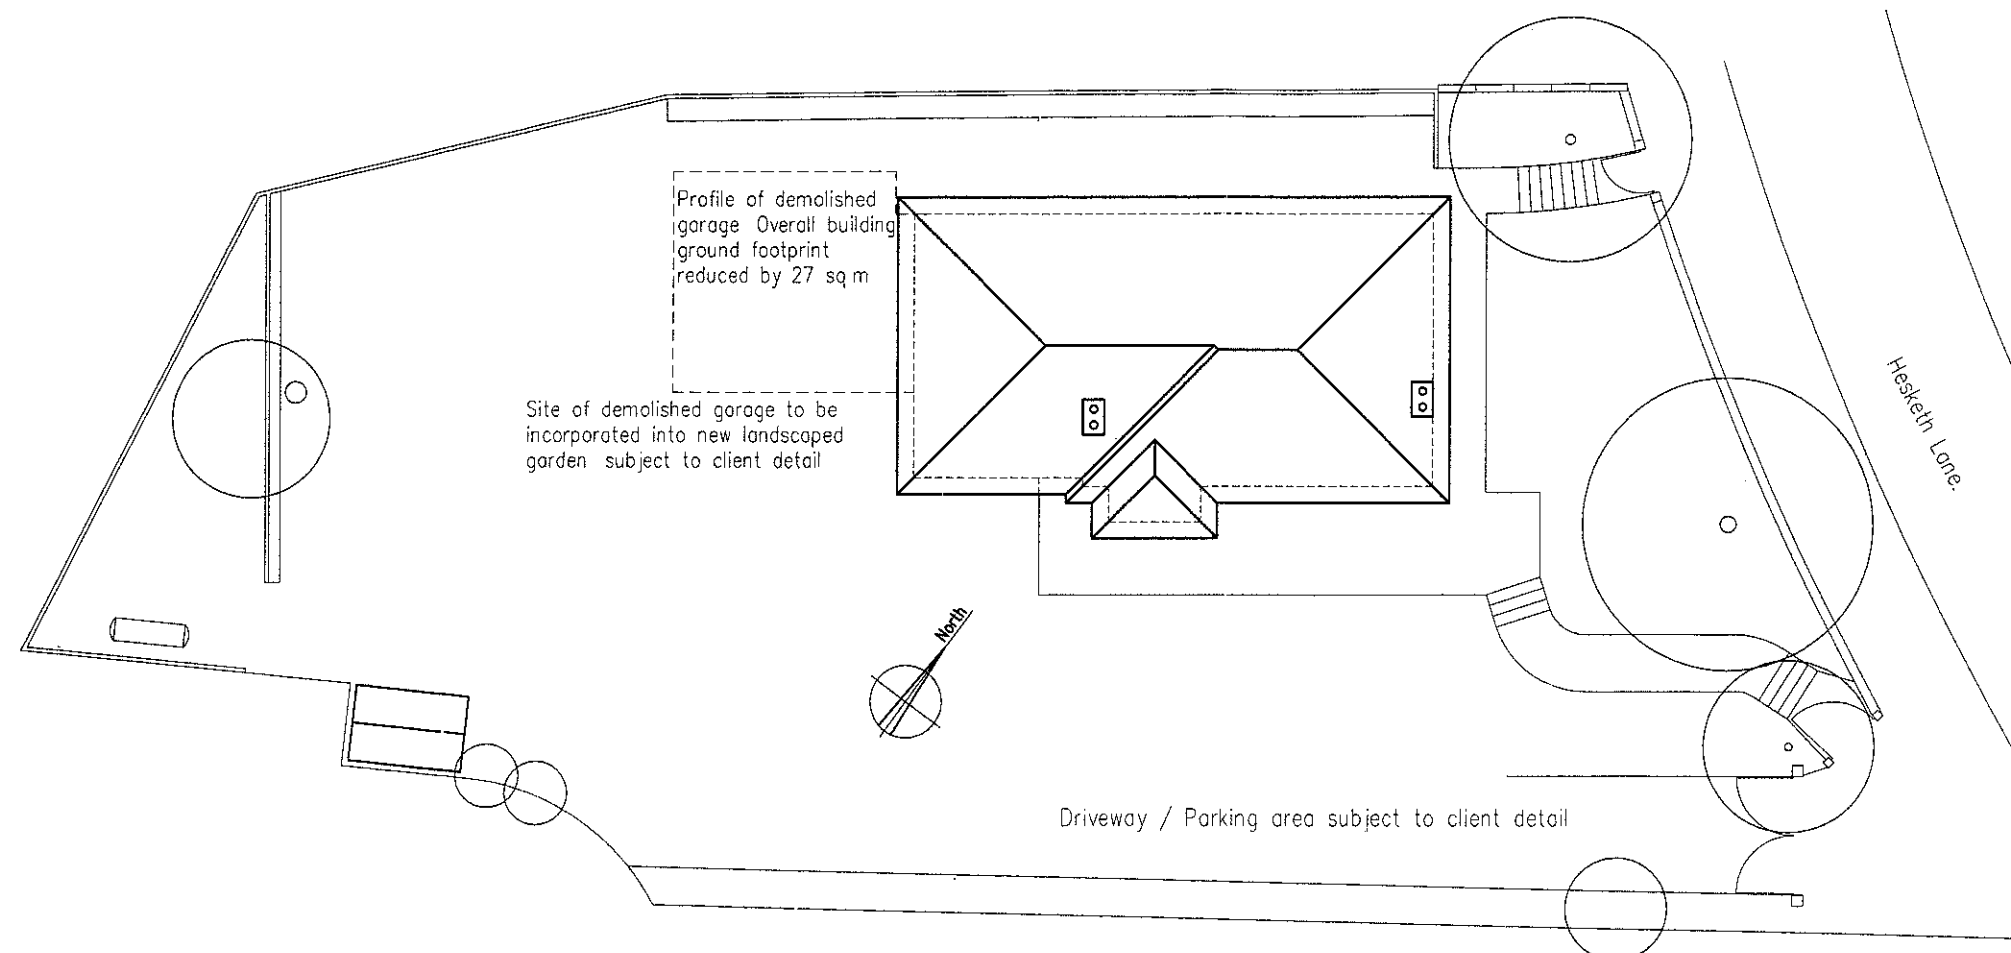 Profile of demolished
garage Overall building
ground footprint
reduced by 27 sq m
Site of demolished garage to be
incorporated into new landscaped
garden subject to client detail
Hesketh Lane.
North
Driveway / Parking area subject to client detail